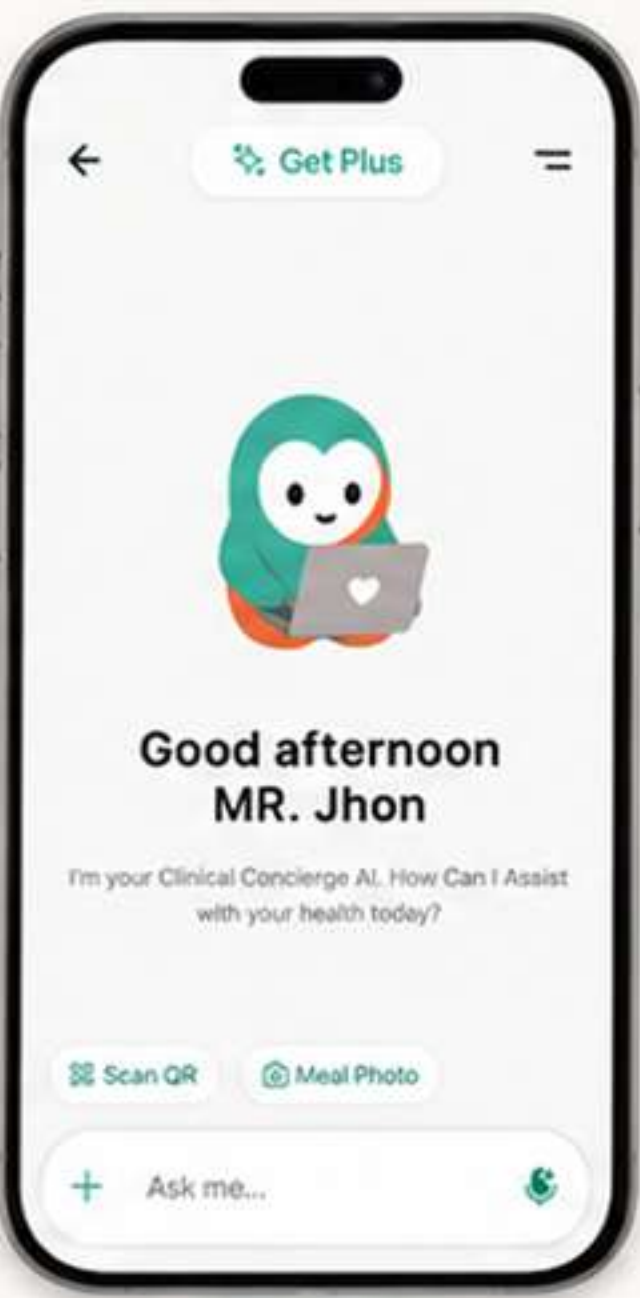 Get Plus
Good afternoon
MR. Jhon
I'm your Clinical Concierge AI. How Can I Assist
with your health today?
Scan QR
Meal Photo
Ask me...